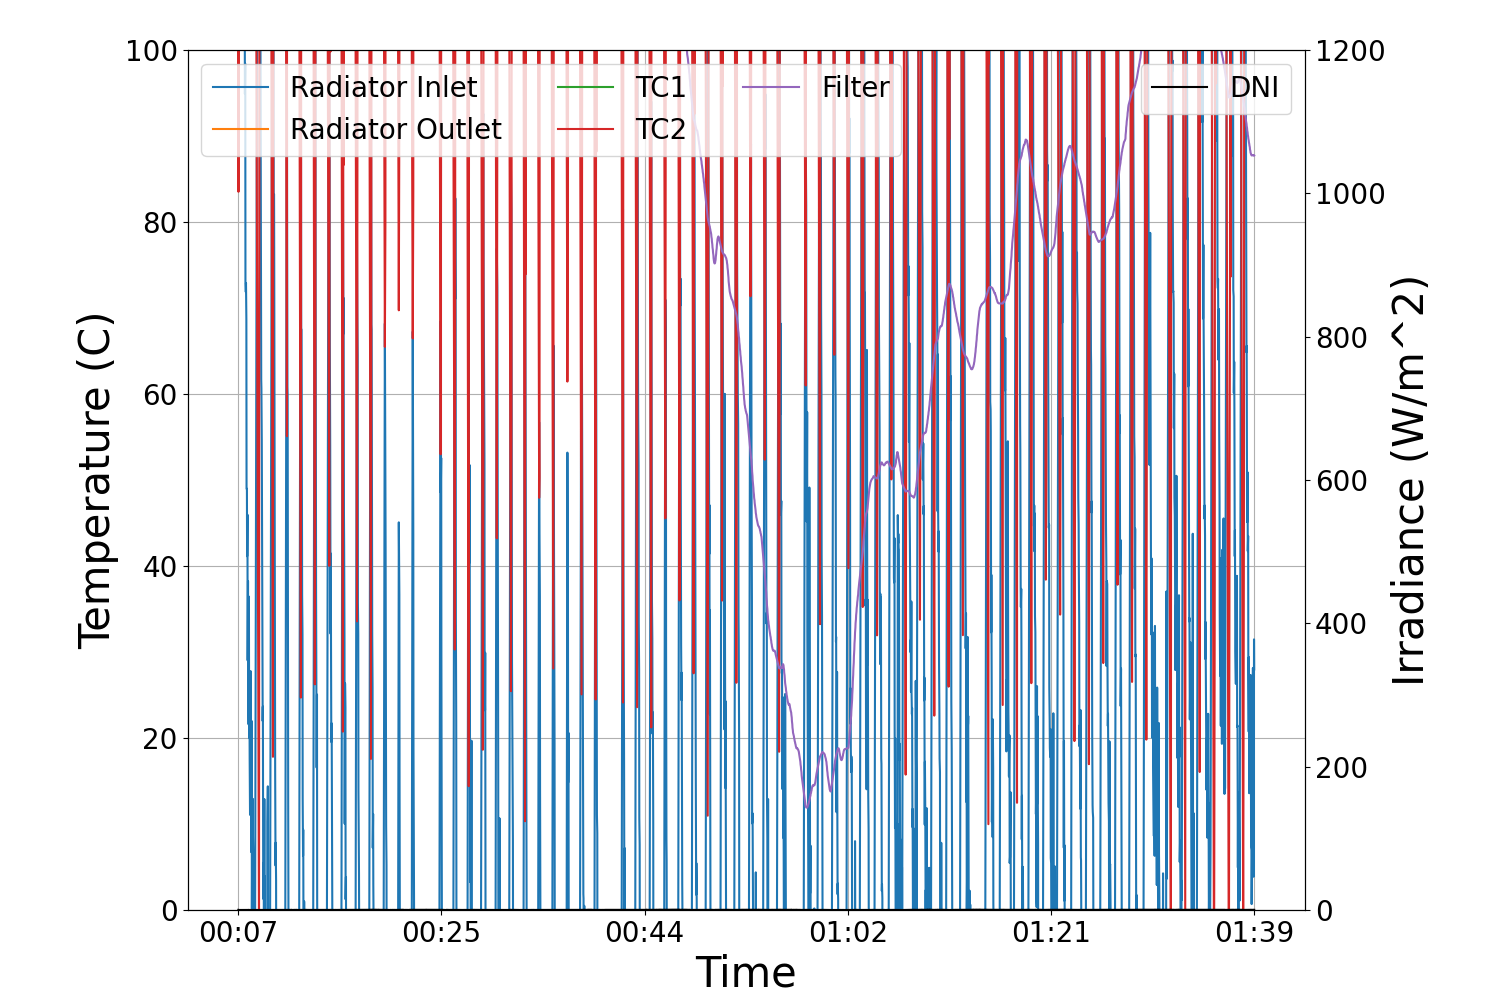 Radiator Inlet
Radiator Outlet
TC1
TC2
Filter
DNI
Temperature (C)
100
80
60
40
20
0
Irradiance (W/m^2)
1200
1000
800
600
400
200
0
00:07 00:25 00:44 01:02 01:21 01:39
Time